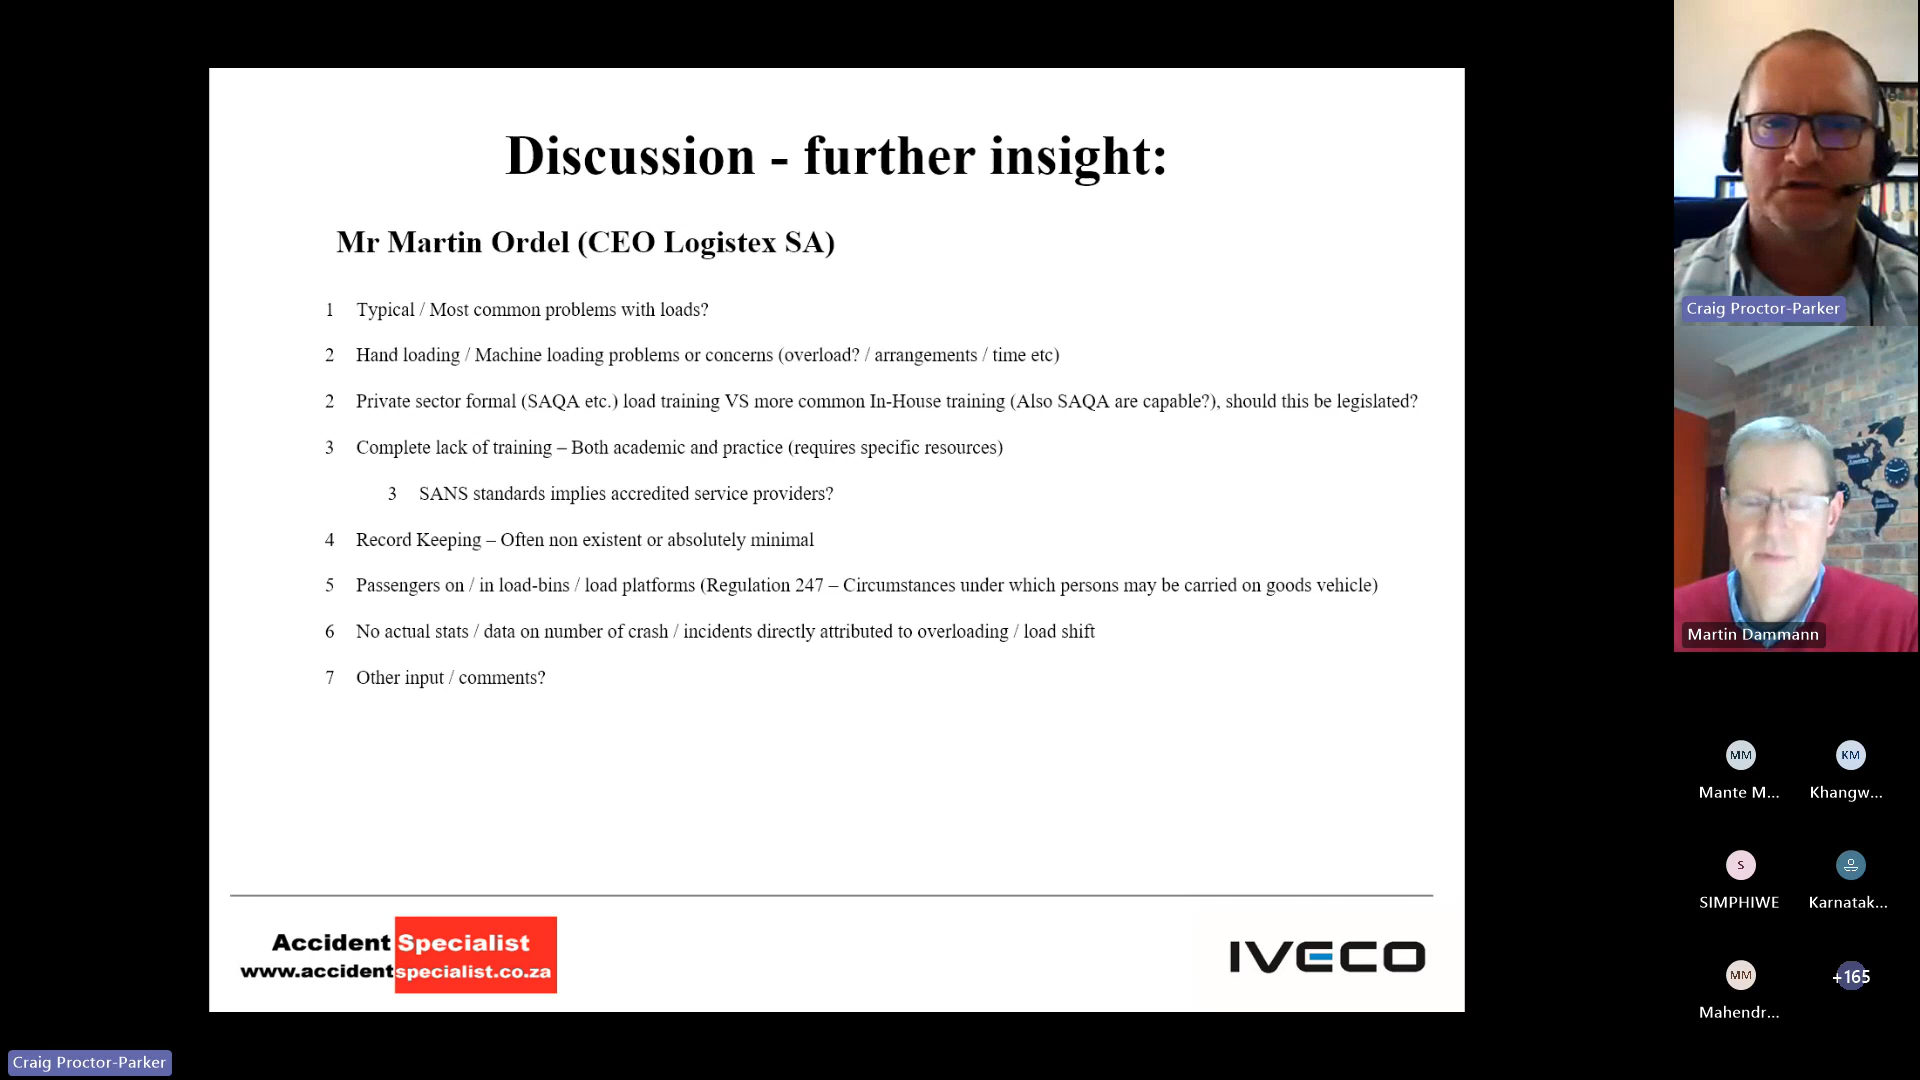 Discussion - further insight:
Mr Martin Ordel (CEO Logistex SA)
1 Typical / Most common problems with loads?
2 Hand loading / Machine loading problems or concerns (overload? / arrangements / time etc)
2 Private sector formal (SAQA etc.) load training VS more common In-House training (Also SAQA are capable?), should this be legislated?
3 Complete lack of training – Both academic and practice (requires specific resources)
3 SANS standards implies accredited service providers?
4 Record Keeping – Often non existent or absolutely minimal
5 Passengers on / in load-bins / load platforms (Regulation 247 – Circumstances under which persons may be carried on goods vehicle)
6 No actual stats / data on number of crash / incidents directly attributed to overloading / load shift
7 Other input / comments?
Accident Specialist
www.accidentspecialist.co.za
IVECO
Craig Proctor-Parker
Craig Proctor-Parker
Martin Dammann
MM
KM
Mante M...
Khangw...
S
SIMPHIWE
Karnatak...
MM
+165
Mahendr...